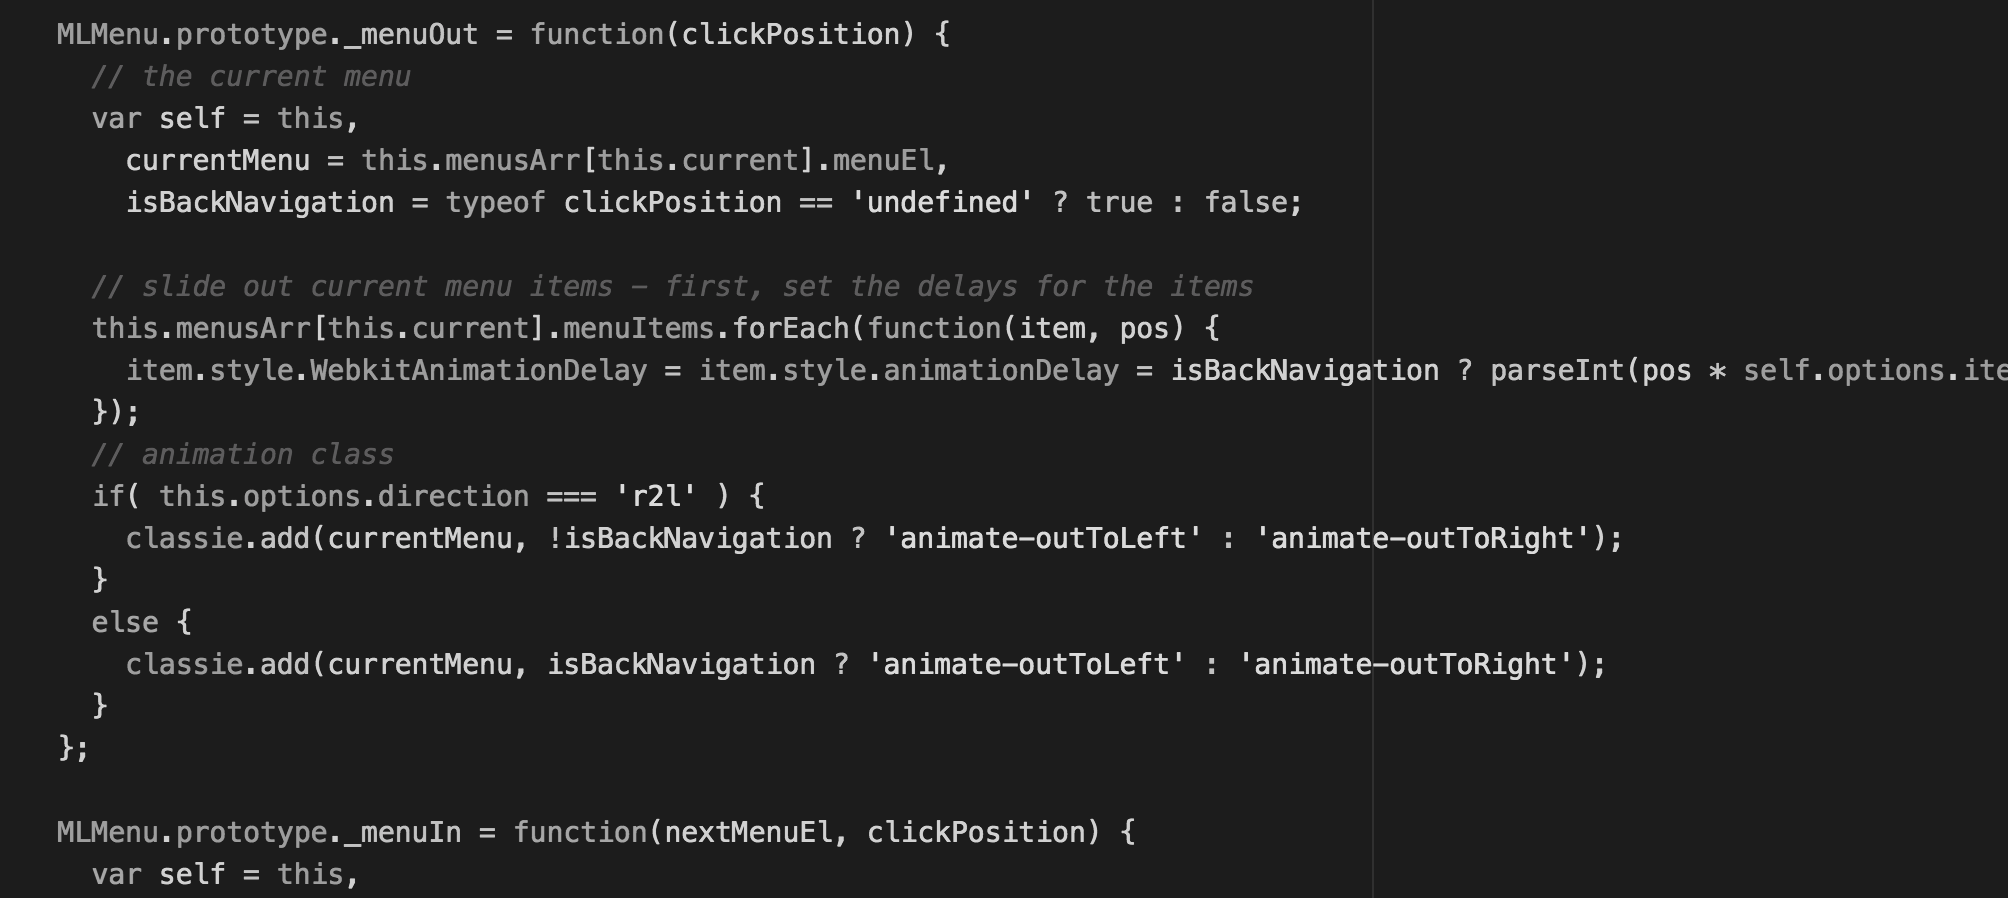 MLMenu.prototype._menuOut = function(clickPosition) {
// the current menu
var self = this,
currentMenu = this.menusArr[this.current].menuEl,
isBackNavigation = typeof clickPosition == 'undefined' ? true : false;
// slide out current menu items – first, set the delays for the items
this.menusArr[this.current].menuItems.forEach(function(item, pos) {
item.style.WebkitAnimationDelay = item.style.animationDelay = isBackNavigation ? parseInt(pos * self.options.ite
});
// animation class
if( this.options.direction === 'r2l' ) {
classie.add(currentMenu, !isBackNavigation ? 'animate-outToLeft' : 'animate-outToRight');
}
else {
classie.add(currentMenu, isBackNavigation ? 'animate-outToLeft' : 'animate-outToRight');
}
};
MLMenu.prototype._menuIn = function(nextMenuEl, clickPosition) {
var self = this,